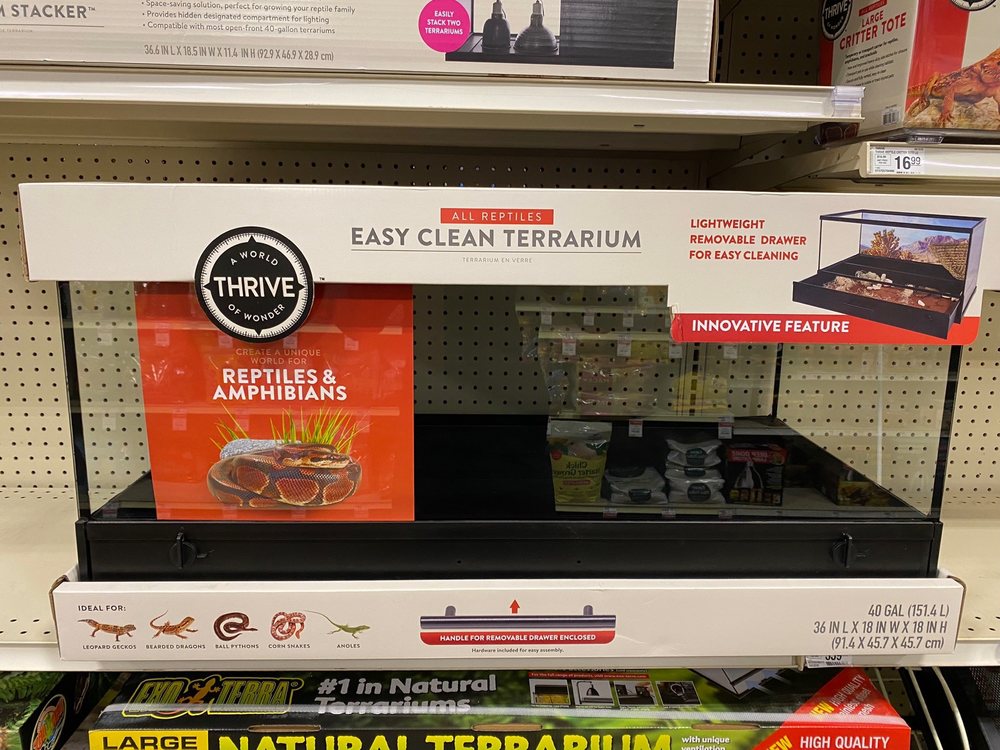 M STACKER™
• Space-saving solution, perfect for growing your reptile family
• Provides hidden designated compartment for lighting
• Compatible with most open-front 40-gallon terrariums
36.6 IN L X 18.5 IN W X 11.4 IN H (92.9 X 46.9 X 28.9 cm)
EASILY
STACK TWO
TERRARIUMS
THRIVE
LARGE
CRITTER TOTE
16.99
ALL REPTILES
EASY CLEAN TERRARIUM
TERRARIUM EN VERRE
LIGHTWEIGHT
REMOVABLE DRAWER
FOR EASY CLEANING
INNOVATIVE FEATURE
A WORLD
THRIVE™
OF WONDER
CREATE A UNIQUE
WORLD FOR
REPTILES &
AMPHIBIANS
Chick
IDEAL FOR:
LEOPARD GECKOS
BEARDED DRAGONS
BALL PYTHONS
CORN SNAKES
ANOLES
HANDLE FOR REMOVABLE DRAWER ENCLOSED
Hardware included for easy assembly.
40 GAL (151.4 L)
36 IN L X 18 IN W X 18 IN H
(91.4 X 45.7 X 45.7 cm)
EXO TERRA
#1 in Natural
Terrariums
LARGE
NATURAL TERRARIUM
with unique
ventilation
HIGH QUALITY